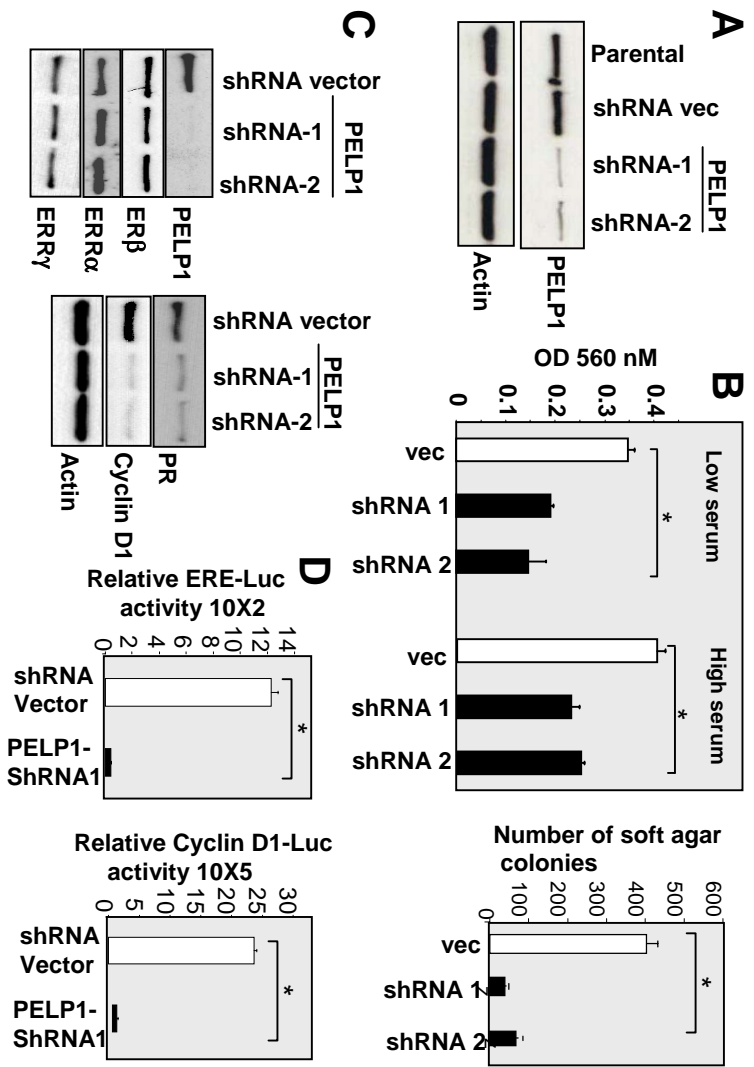 A
Parental
shRNA vec
shRNA-1
shRNA-2
PELP1
PELP1
Actin
B
OD 560 nM
0
0.1
0.2
0.3
0.4
Low serum
High serum
*
*
vec
shRNA 1
shRNA 2
vec
shRNA 1
shRNA 2
Number of soft agar
colonies
0
100
200
300
400
500
600
*
vec
shRNA 1
shRNA 2
C
shRNA vector
shRNA-1
shRNA-2
PELP1
PELP1
ERβ
ERRα
ERRγ
shRNA vector
shRNA-1
shRNA-2
PELP1
PR
Cyclin D1
Actin
D
Relative ERE-Luc
activity 10X2
0
2
4
6
8
10
12
14
*
shRNA
Vector
PELP1-
ShRNA1
Relative Cyclin D1-Luc
activity 10X5
0
5
10
15
20
25
30
*
shRNA
Vector
PELP1-
ShRNA1